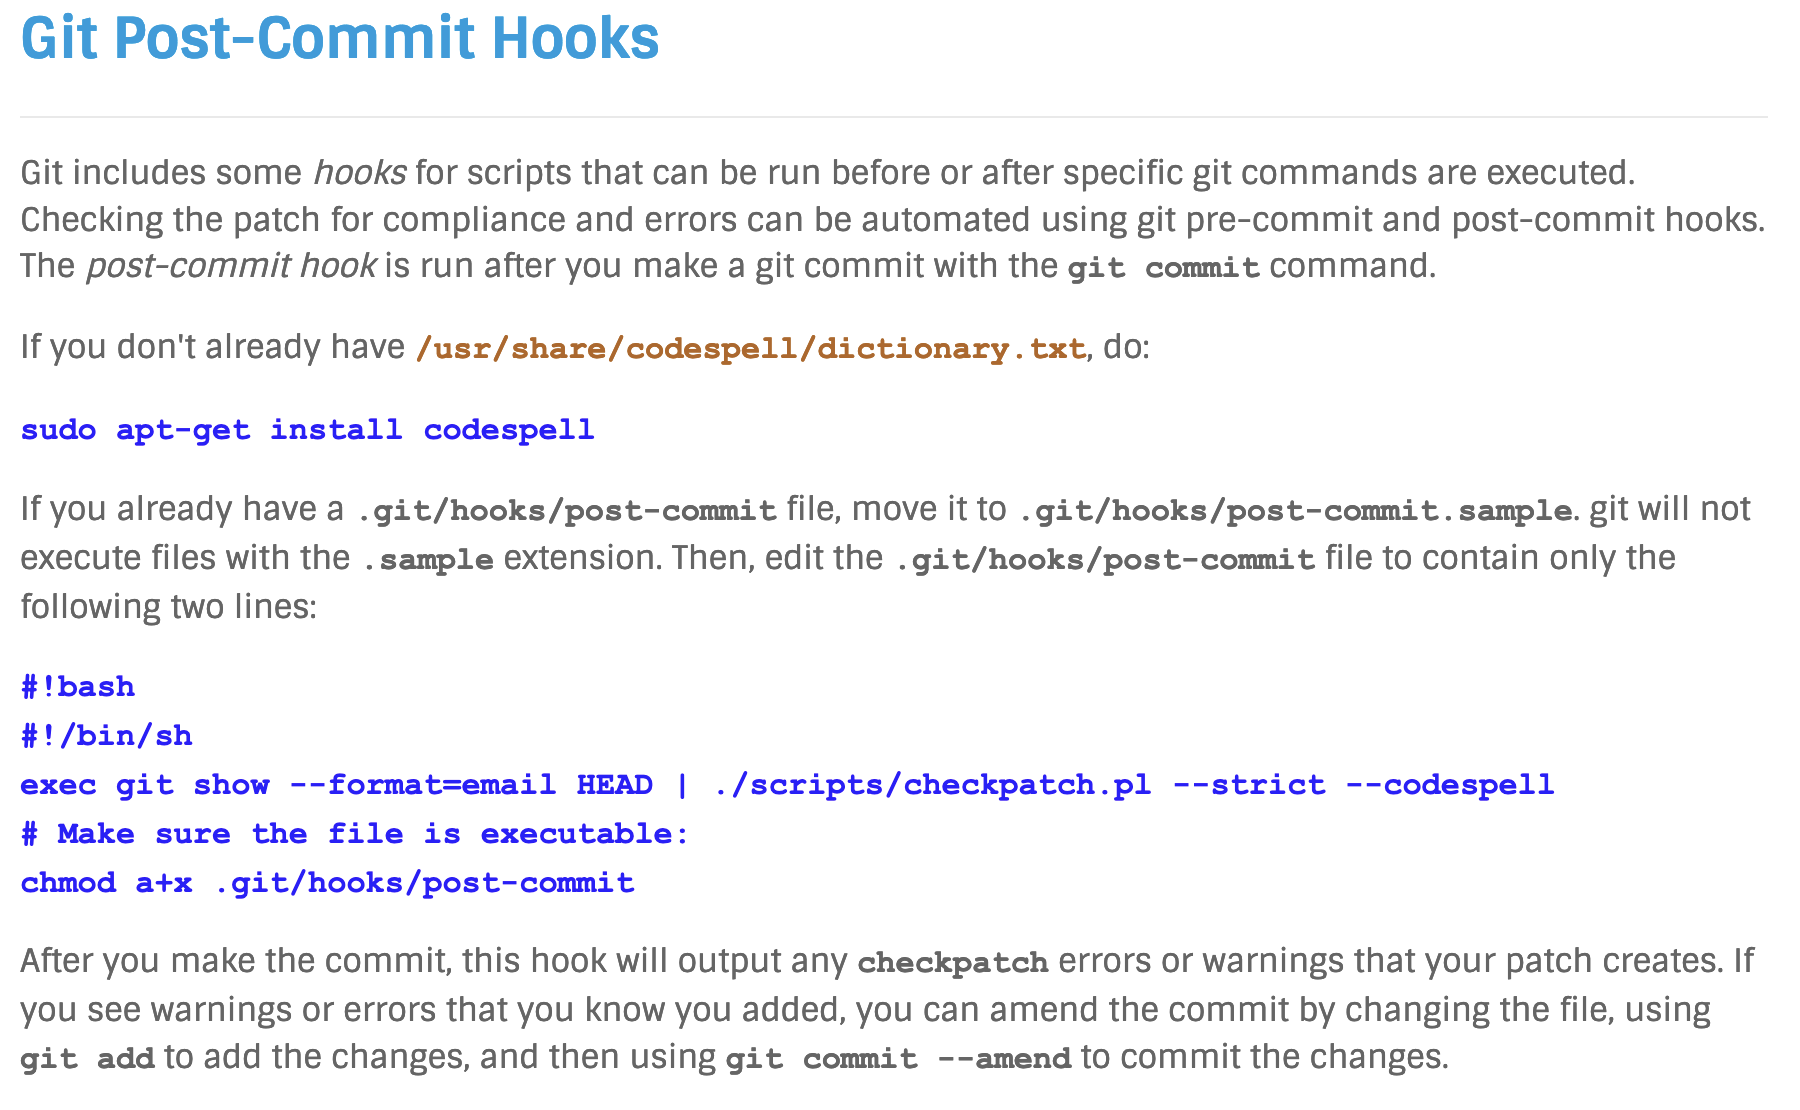 Git Post-Commit Hooks
Git includes some hooks for scripts that can be run before or after specific git commands are executed.
Checking the patch for compliance and errors can be automated using git pre-commit and post-commit hooks.
The post-commit hook is run after you make a git commit with the git commit command.
If you don't already have /usr/share/codespell/dictionary.txt, do:
sudo apt-get install codespell
If you already have a .git/hooks/post-commit file, move it to .git/hooks/post-commit.sample. git will not
execute files with the .sample extension. Then, edit the .git/hooks/post-commit file to contain only the
following two lines:
#!bash
#!/bin/sh
exec git show --format=email HEAD | ./scripts/checkpatch.pl --strict --codespell
# Make sure the file is executable:
chmod a+x .git/hooks/post-commit
After you make the commit, this hook will output any checkpatch errors or warnings that your patch creates. If
you see warnings or errors that you know you added, you can amend the commit by changing the file, using
git add to add the changes, and then using git commit --amend to commit the changes.